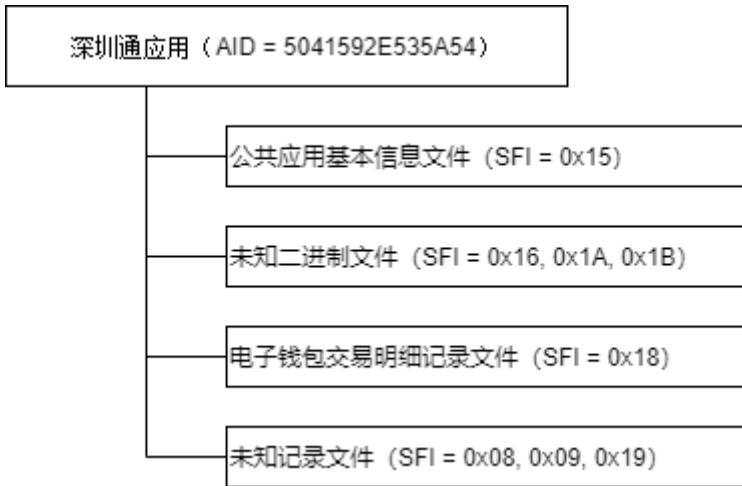 深圳通应用（AID = 5041592E535A54）
公共应用基本信息文件（SFI = 0x15）
未知二进制文件（SFI = 0x16, 0x1A, 0x1B）
电子钱包交易明细记录文件（SFI = 0x18）
未知记录文件（SFI = 0x08, 0x09, 0x19）